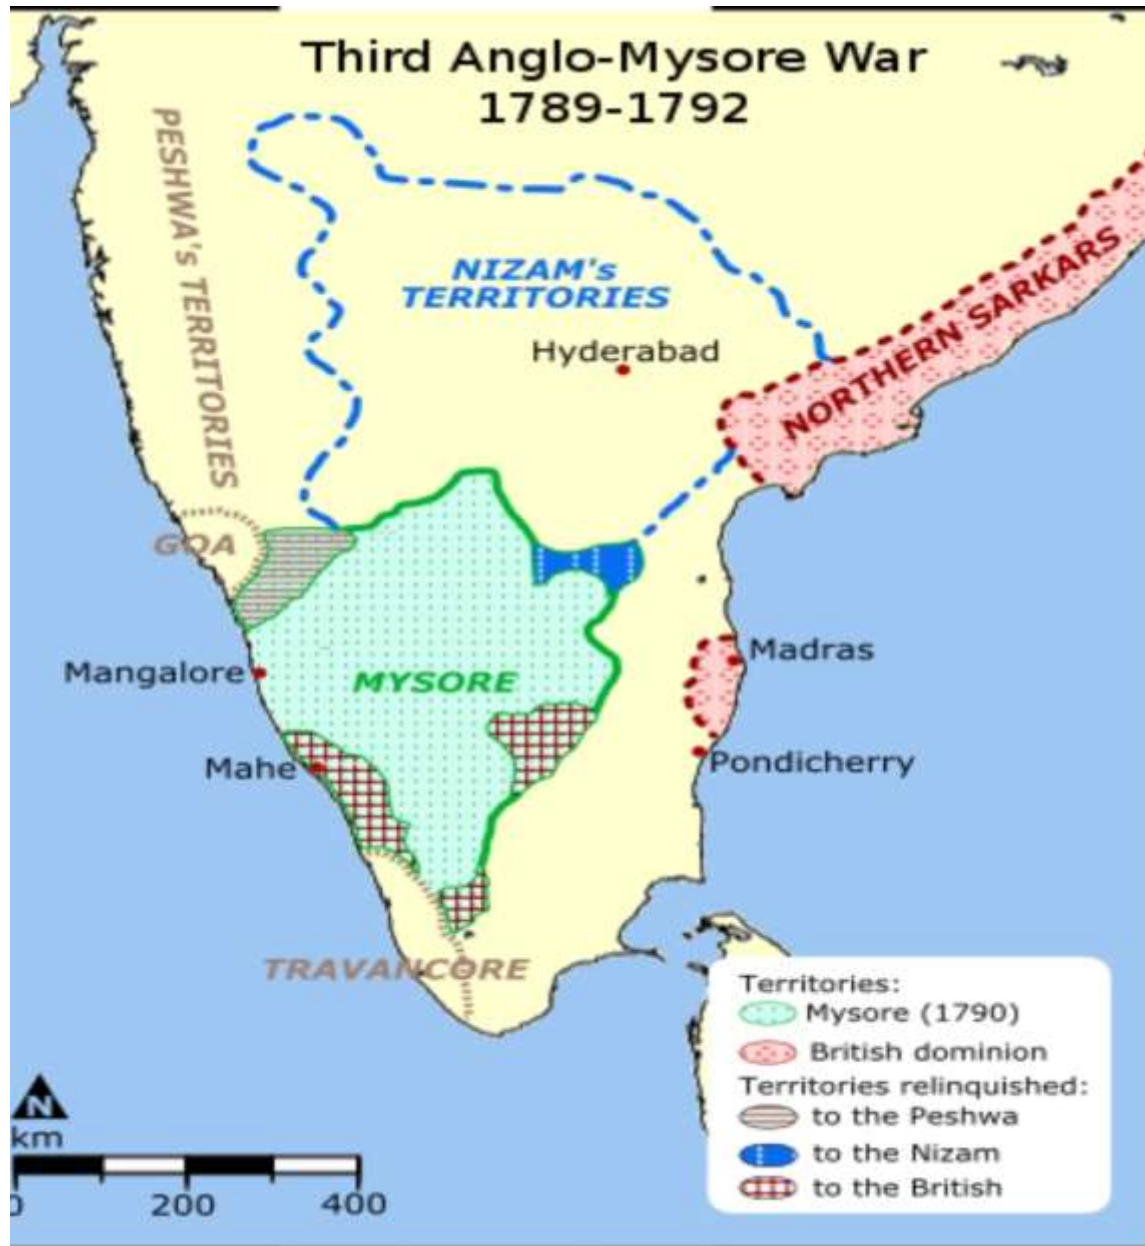 Third Anglo-Mysore War
1789-1792
PESHWA's TERRITORIES
NIZAM's
TERRITORIES
Hyderabad
NORTHERN SARKARS
GOA
Mangalore
MYSORE
Madras
Mahe
Pondicherry
TRAVANCORE
Territories:
Mysore (1790)
British dominion
Territories relinquished:
to the Peshwa
to the Nizam
to the British
N
km
0 200 400